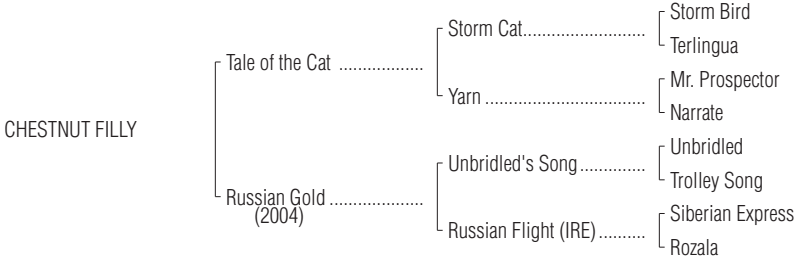 Storm Bird
Storm Cat..........................
Terlingua
Tale of the Cat ..................
Mr. Prospector
Yarn ..................................
Narrate
CHESTNUT FILLY
Unbridled
Unbridled's Song..............
Trolley Song
Russian Gold ....................
(2004)
Siberian Express
Russian Flight (IRE)..........
Rozala